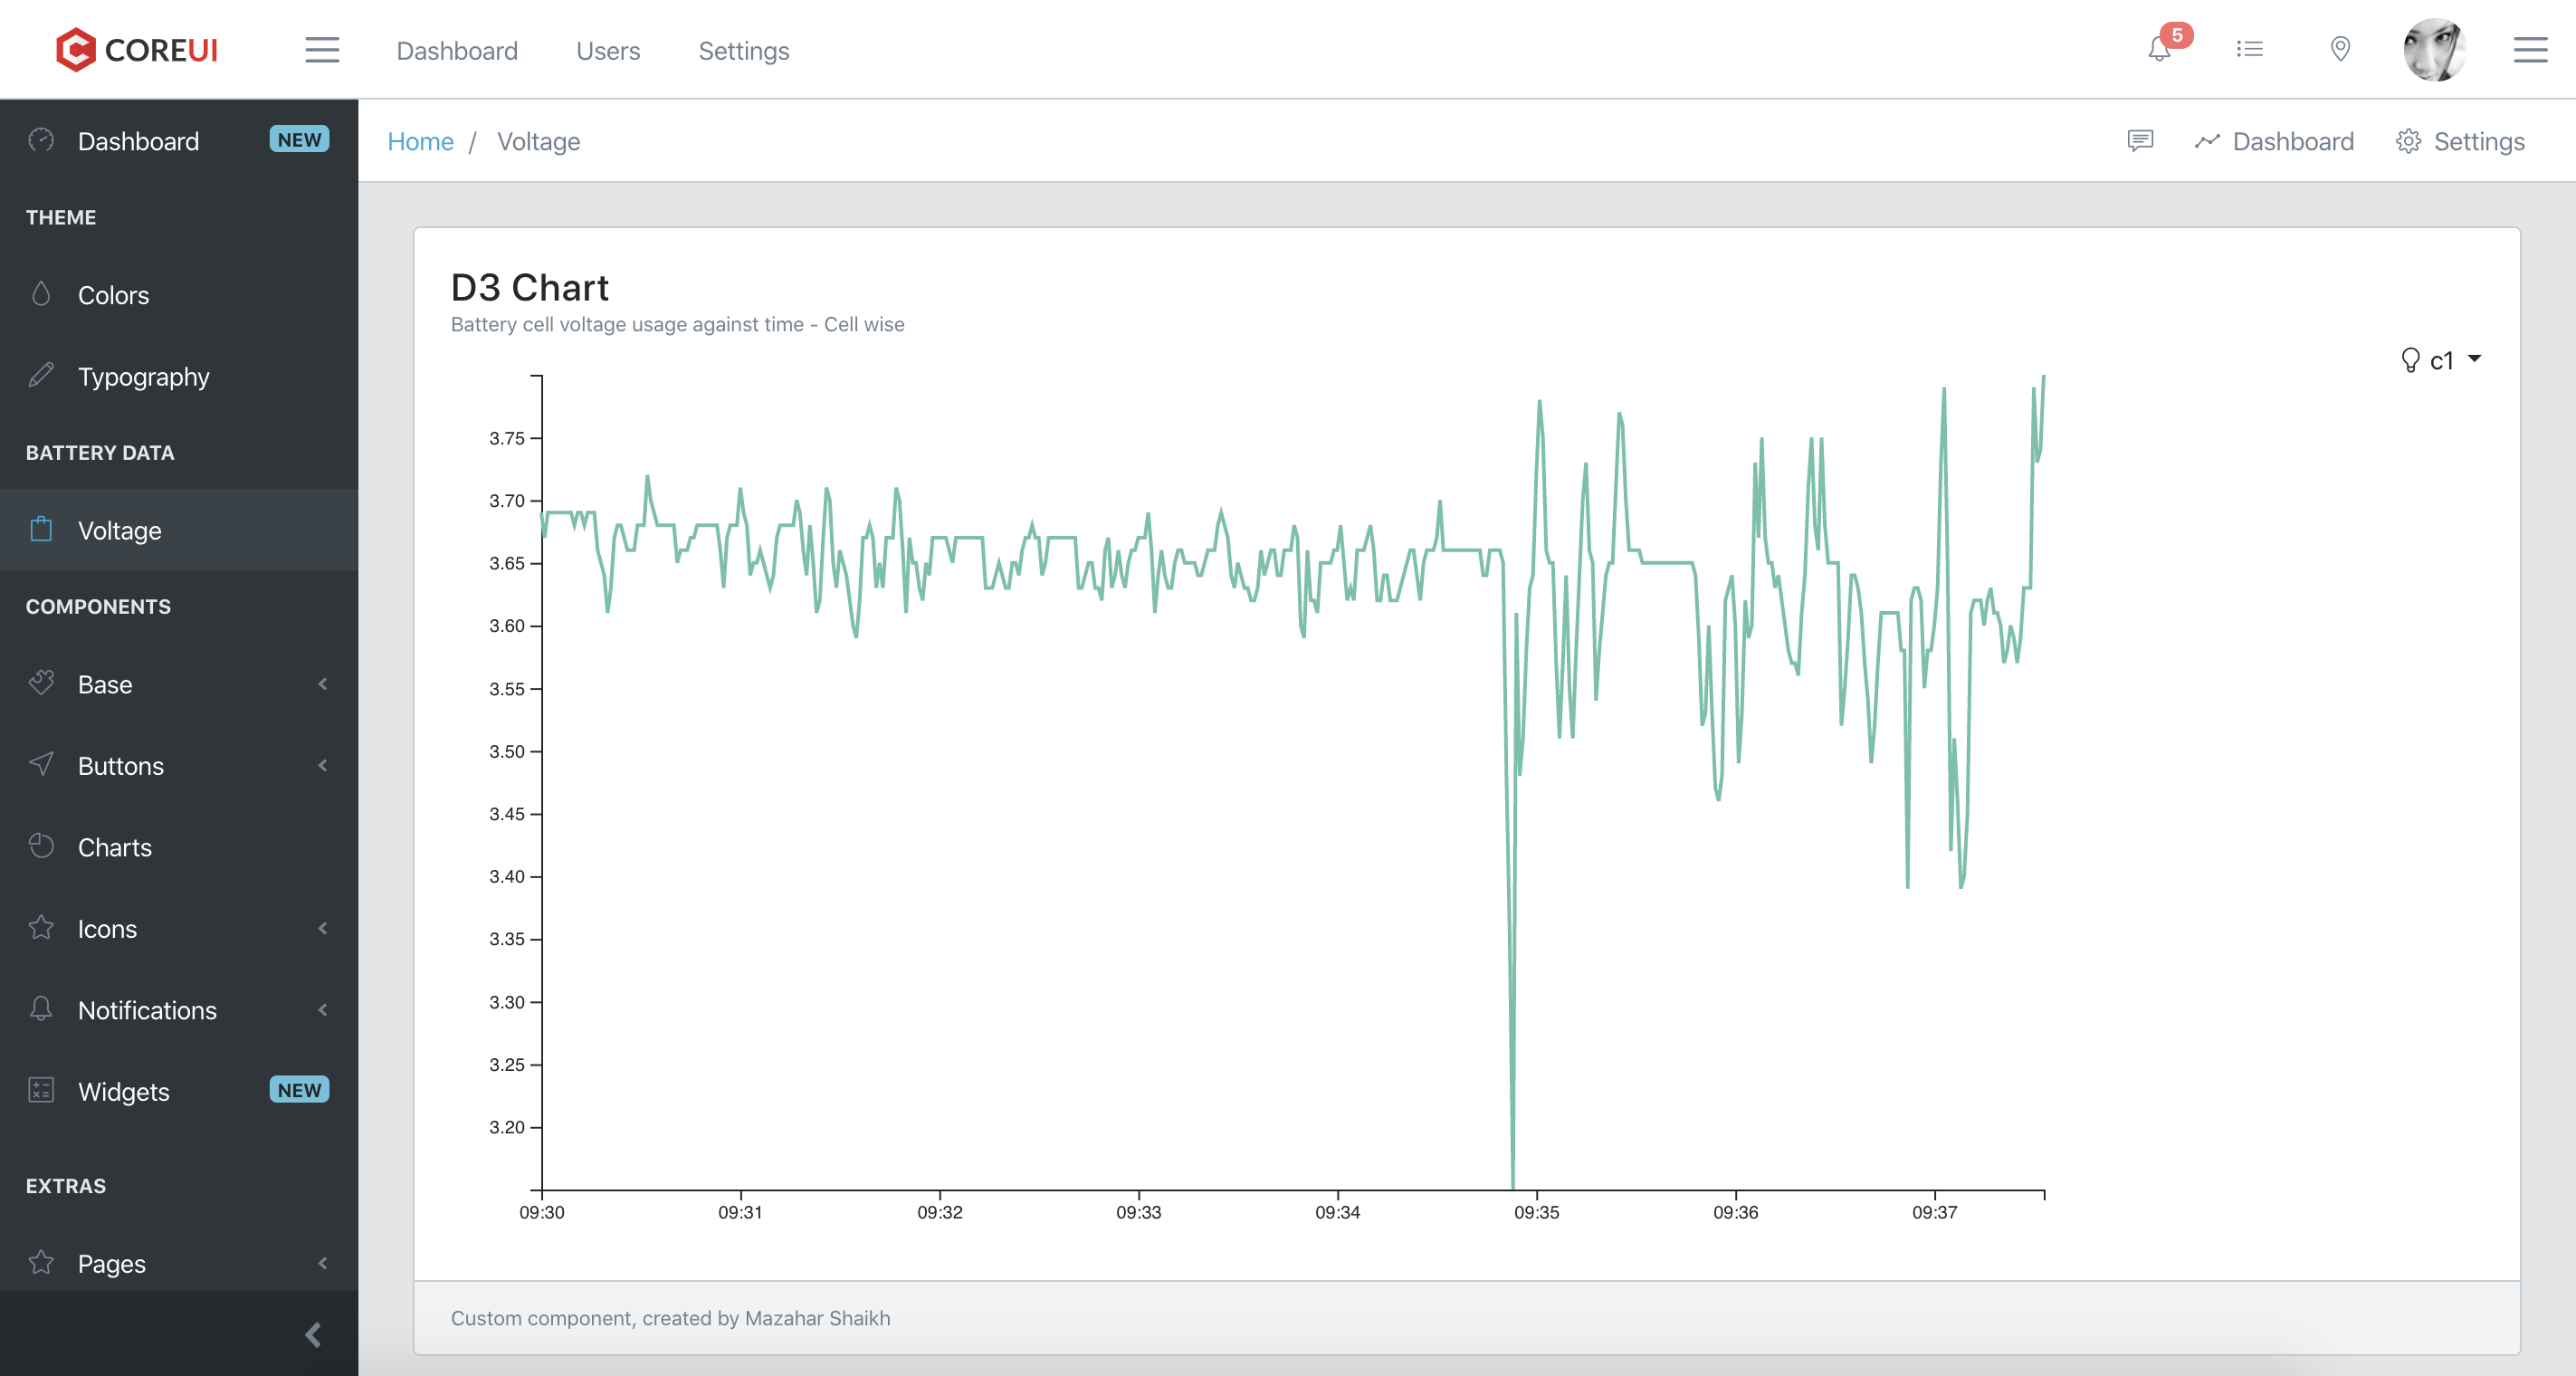 COREUI
Dashboard Users Settings
5
Dashboard NEW
Home / Voltage
Dashboard Settings
THEME
Colors
Typography
BATTERY DATA
Voltage
COMPONENTS
Base
Buttons
Charts
Icons
Notifications
Widgets NEW
EXTRAS
Pages
D3 Chart
Battery cell voltage usage against time - Cell wise
c1
3.75
3.70
3.65
3.60
3.55
3.50
3.45
3.40
3.35
3.30
3.25
3.20
09:30 09:31 09:32 09:33 09:34 09:35 09:36 09:37
Custom component, created by Mazahar Shaikh